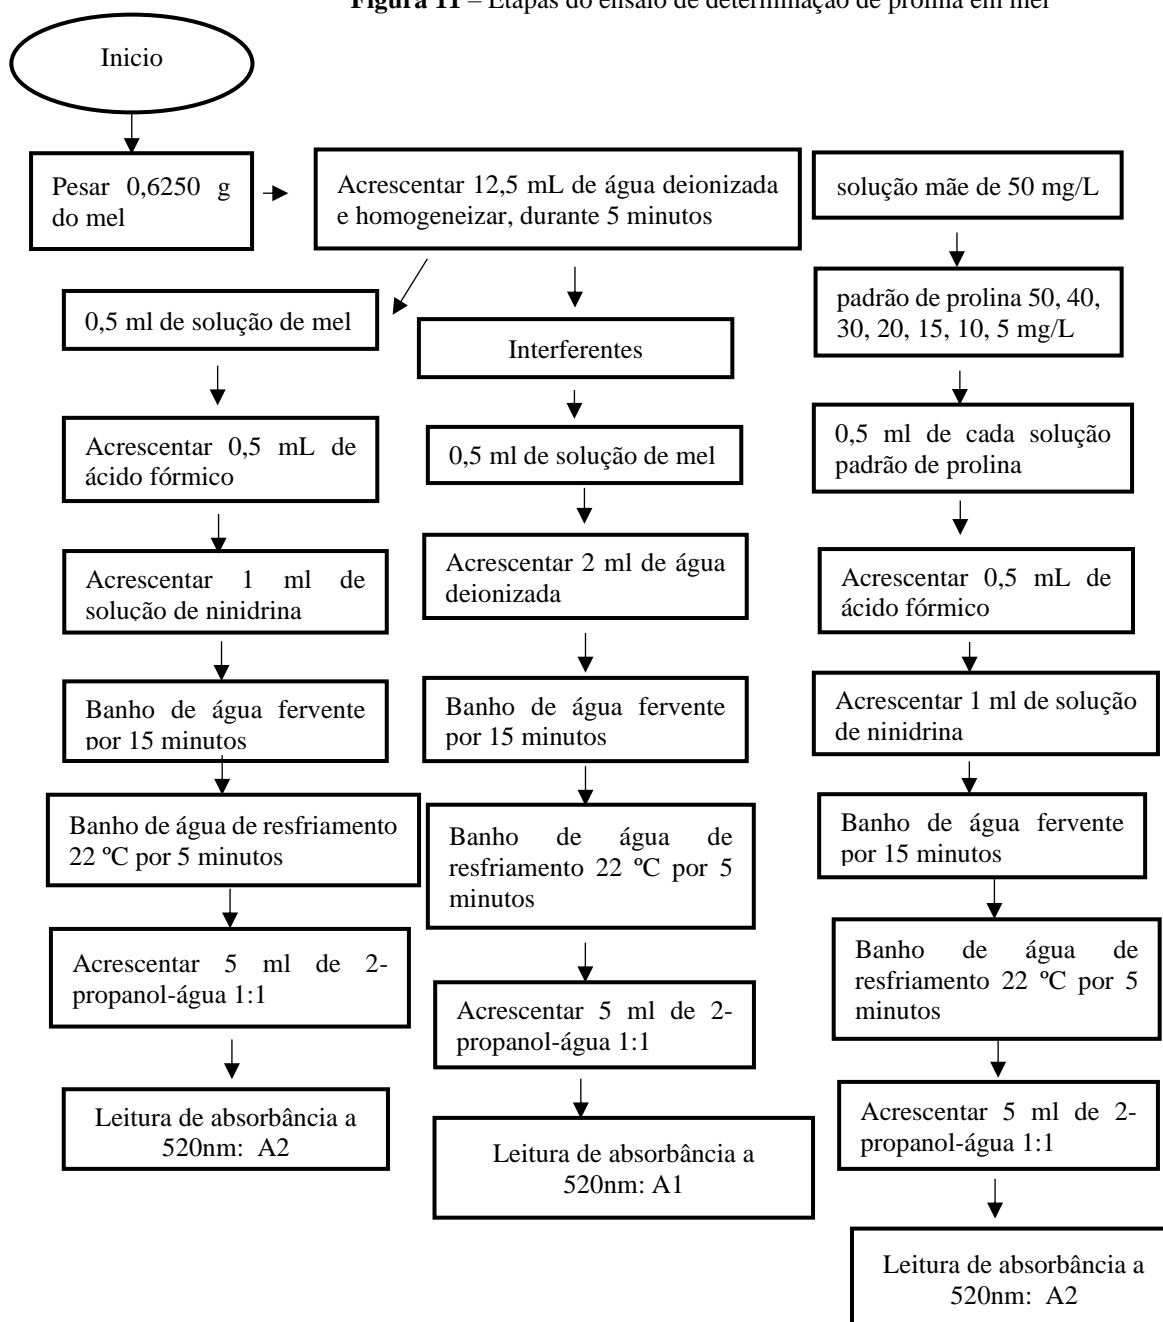 Figura 11 – Etapas do ensaio de determinação de prolina em mel
Inicio
Pesar 0,6250 g
do mel
Acrescentar 12,5 mL de água deionizada
e homogeneizar, durante 5 minutos
0,5 ml de solução de mel
Acrescentar 0,5 mL de
ácido fórmico
Acrescentar 1 ml de
solução de ninidrina
Banho de água fervente
por 15 minutos
Banho de água de resfriamento
22 ºC por 5 minutos
Acrescentar 5 ml de 2-
propanol-água 1:1
Leitura de absorbância a
520nm: A2
Interferentes
0,5 ml de solução de mel
Acrescentar 2 ml de água
deionizada
Banho de água fervente
por 15 minutos
Banho de água de
resfriamento 22 ºC por 5
minutos
Acrescentar 5 ml de 2-
propanol-água 1:1
Leitura de absorbância a
520nm: A1
solução mãe de 50 mg/L
padrão de prolina 50, 40,
30, 20, 15, 10, 5 mg/L
0,5 ml de cada solução
padrão de prolina
Acrescentar 0,5 mL de
ácido fórmico
Acrescentar 1 ml de solução
de ninidrina
Banho de água fervente
por 15 minutos
Banho de água de
resfriamento 22 ºC por 5
minutos
Acrescentar 5 ml de 2-
propanol-água 1:1
Leitura de absorbância a
520nm: A2